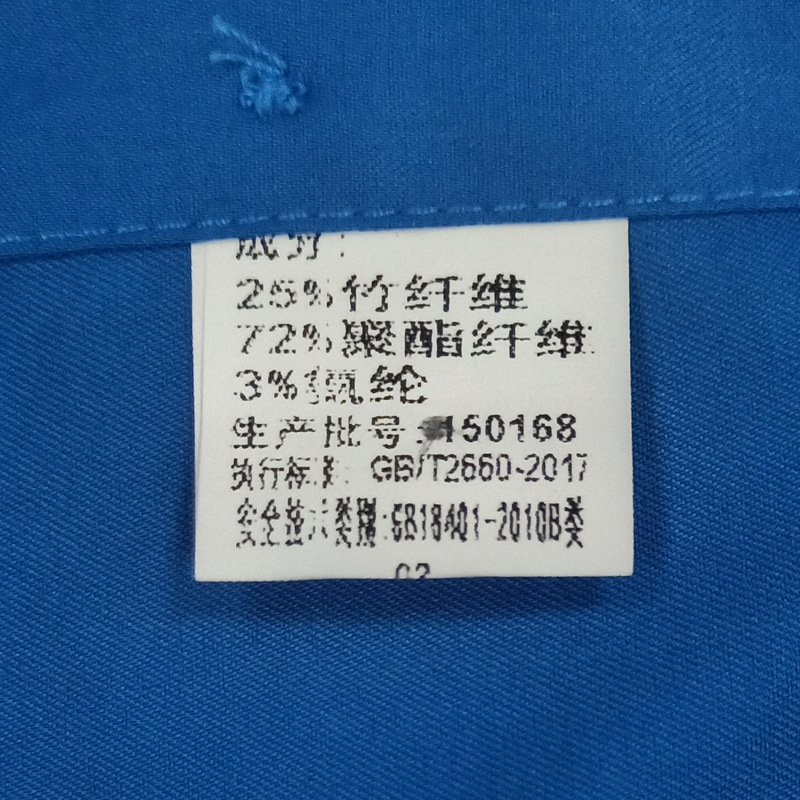 成分:
25%竹纤维
72%聚酯纤维
3%氨纶
生产批号:150168
执行标准: GB/T2660-2017
安全技术类别:GB18401-2010B类
02